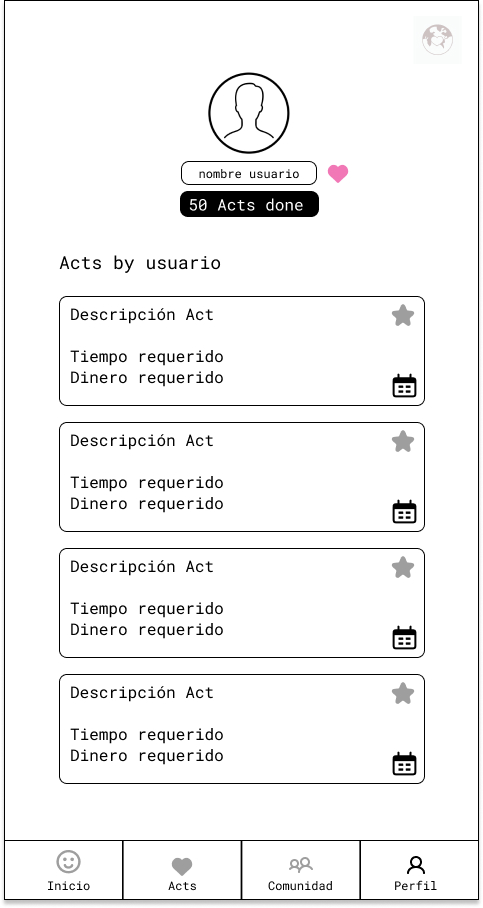 nombre usuario
50 Acts done
Acts by usuario
Descripción Act
Tiempo requerido
Dinero requerido
Descripción Act
Tiempo requerido
Dinero requerido
Descripción Act
Tiempo requerido
Dinero requerido
Descripción Act
Tiempo requerido
Dinero requerido
Inicio
Acts
Comunidad
Perfil